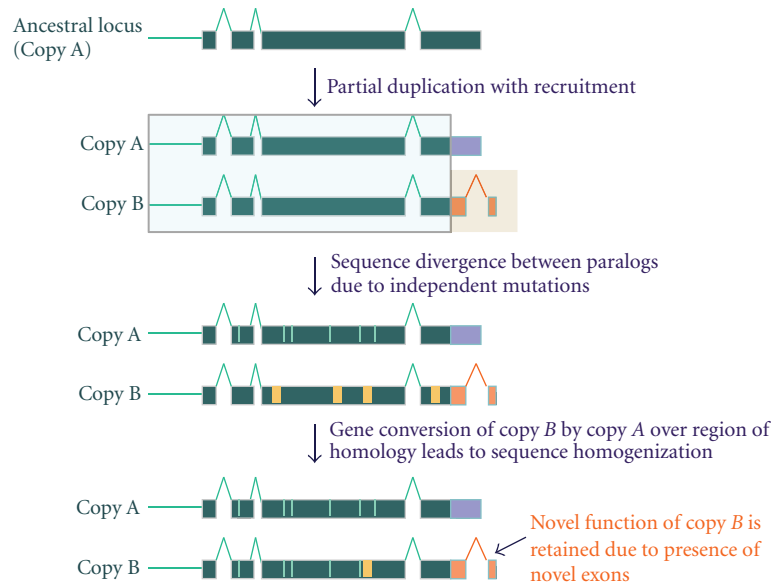 Ancestral locus
(Copy A)
Partial duplication with recruitment
Copy A
Copy B
Sequence divergence between paralogs
due to independent mutations
Copy A
Copy B
Gene conversion of copy B by copy A over region of
homology leads to sequence homogenization
Copy A
Novel function of copy B is
retained due to presence of
novel exons
Copy B